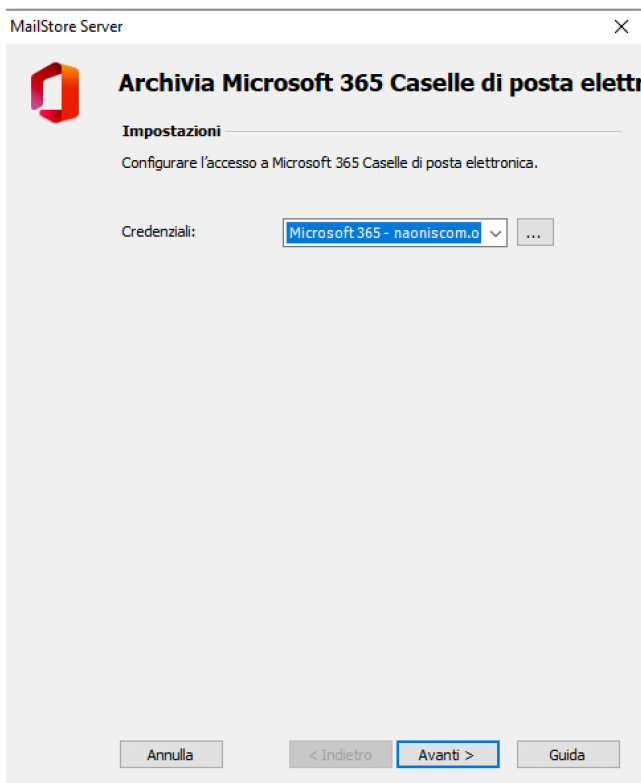 MailStore Server
Archivia Microsoft 365 Caselle di posta elettr
Impostazioni
Configurare l'accesso a Microsoft 365 Caselle di posta elettronica.
Credenziali: Microsoft 365 - naoniscom.o ...
Annulla < Indietro Avanti > Guida